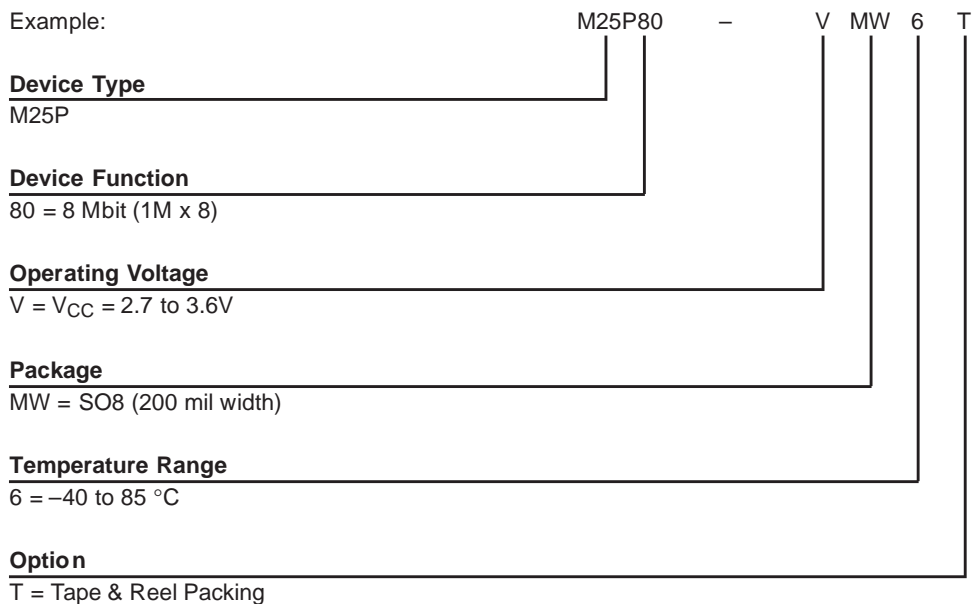 Example: M25P80 – V MW 6 T
Device Type
M25P
Device Function
80 = 8 Mbit (1M x 8)
Operating Voltage
V = VCC = 2.7 to 3.6V
Package
MW = SO8 (200 mil width)
Temperature Range
6 = –40 to 85 °C
Option
T = Tape & Reel Packing